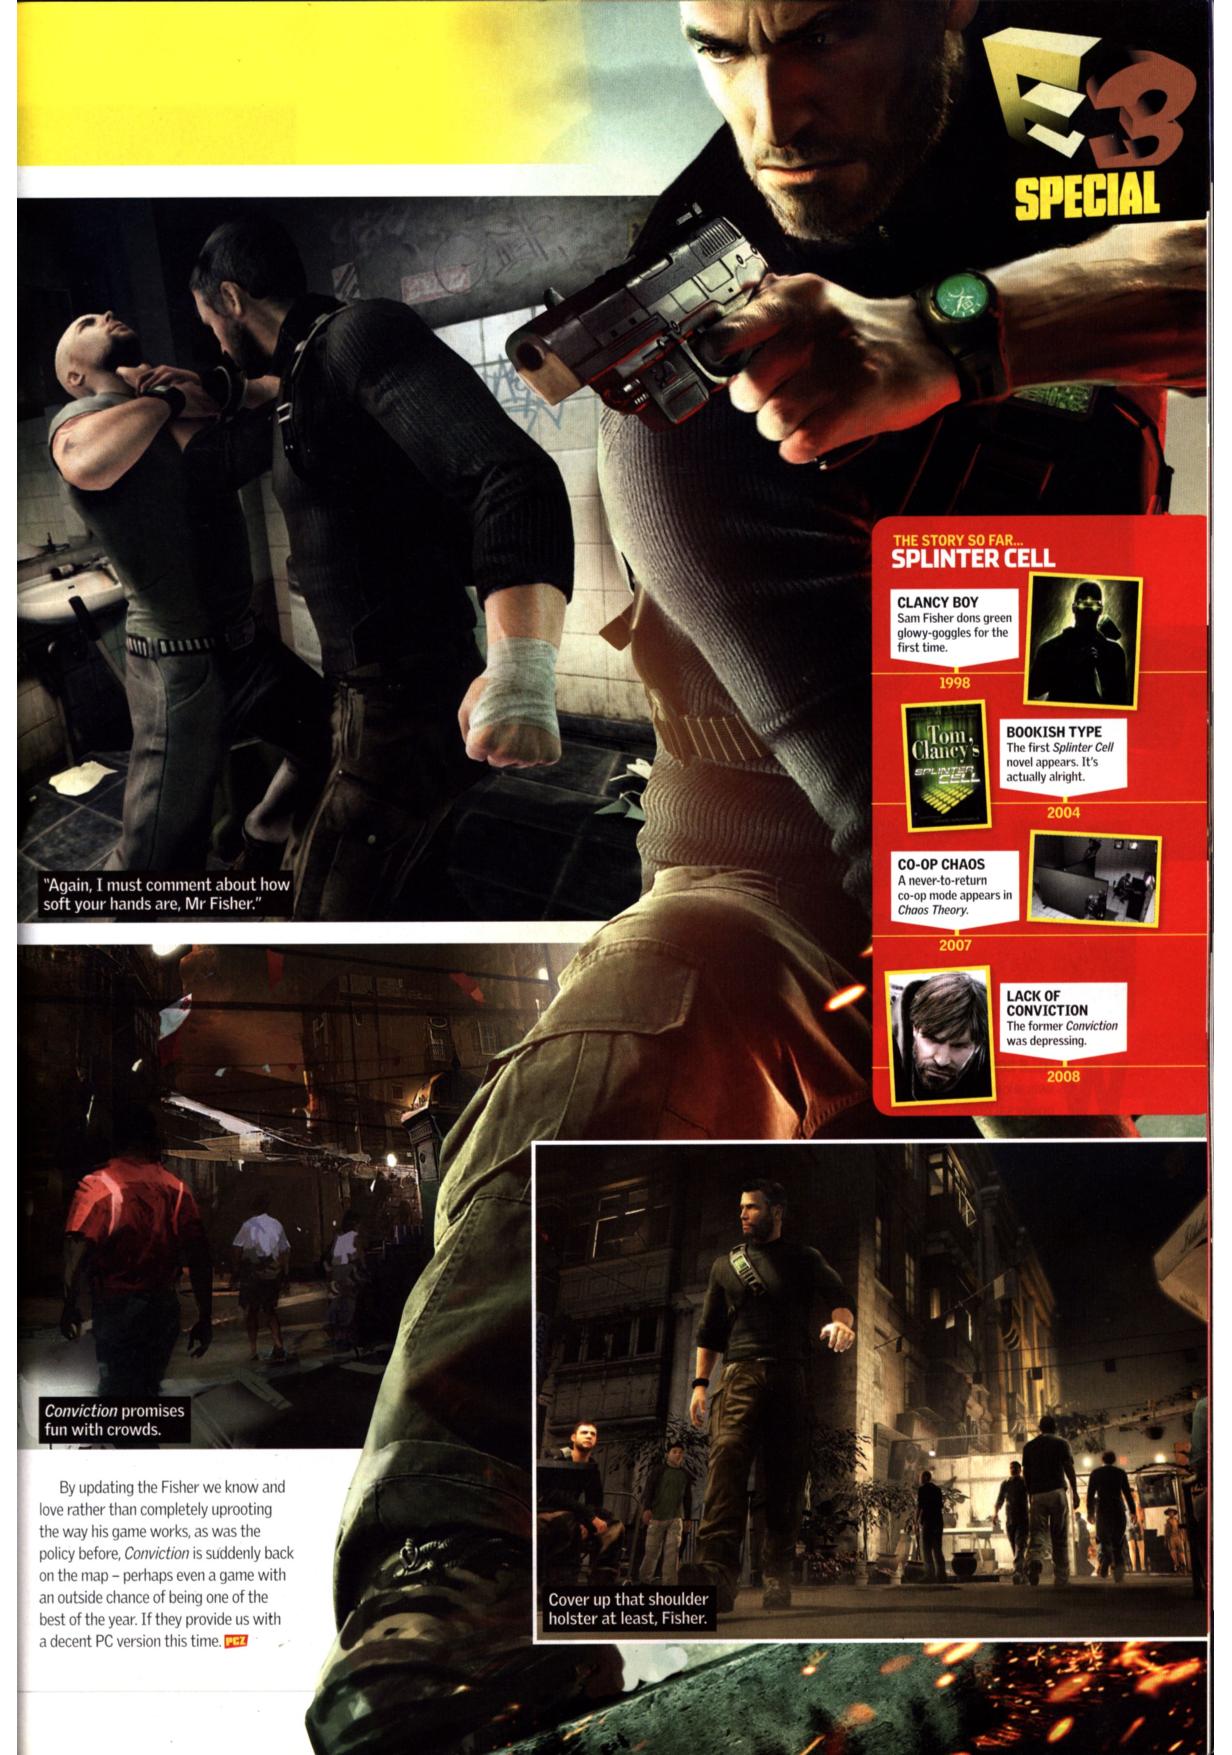 E3
SPECIAL
"Again, I must comment about how
soft your hands are, Mr Fisher."
THE STORY SO FAR...
SPLINTER CELL
CLANCY BOY
Sam Fisher dons green
glowy-goggles for the
first time.
1998
Tom
Clancy's
SPLINTER
CELL
BOOKISH TYPE
The first Splinter Cell
novel appears. It's
actually alright.
2004
CO-OP CHAOS
A never-to-return
co-op mode appears in
Chaos Theory.
2007
LACK OF
CONVICTION
The former Conviction
was depressing.
2008
Conviction promises
fun with crowds.
By updating the Fisher we know and
love rather than completely uprooting
the way his game works, as was the
policy before, Conviction is suddenly back
on the map – perhaps even a game with
an outside chance of being one of the
best of the year. If they provide us with
a decent PC version this time. PCZ
Cover up that shoulder
holster at least, Fisher.